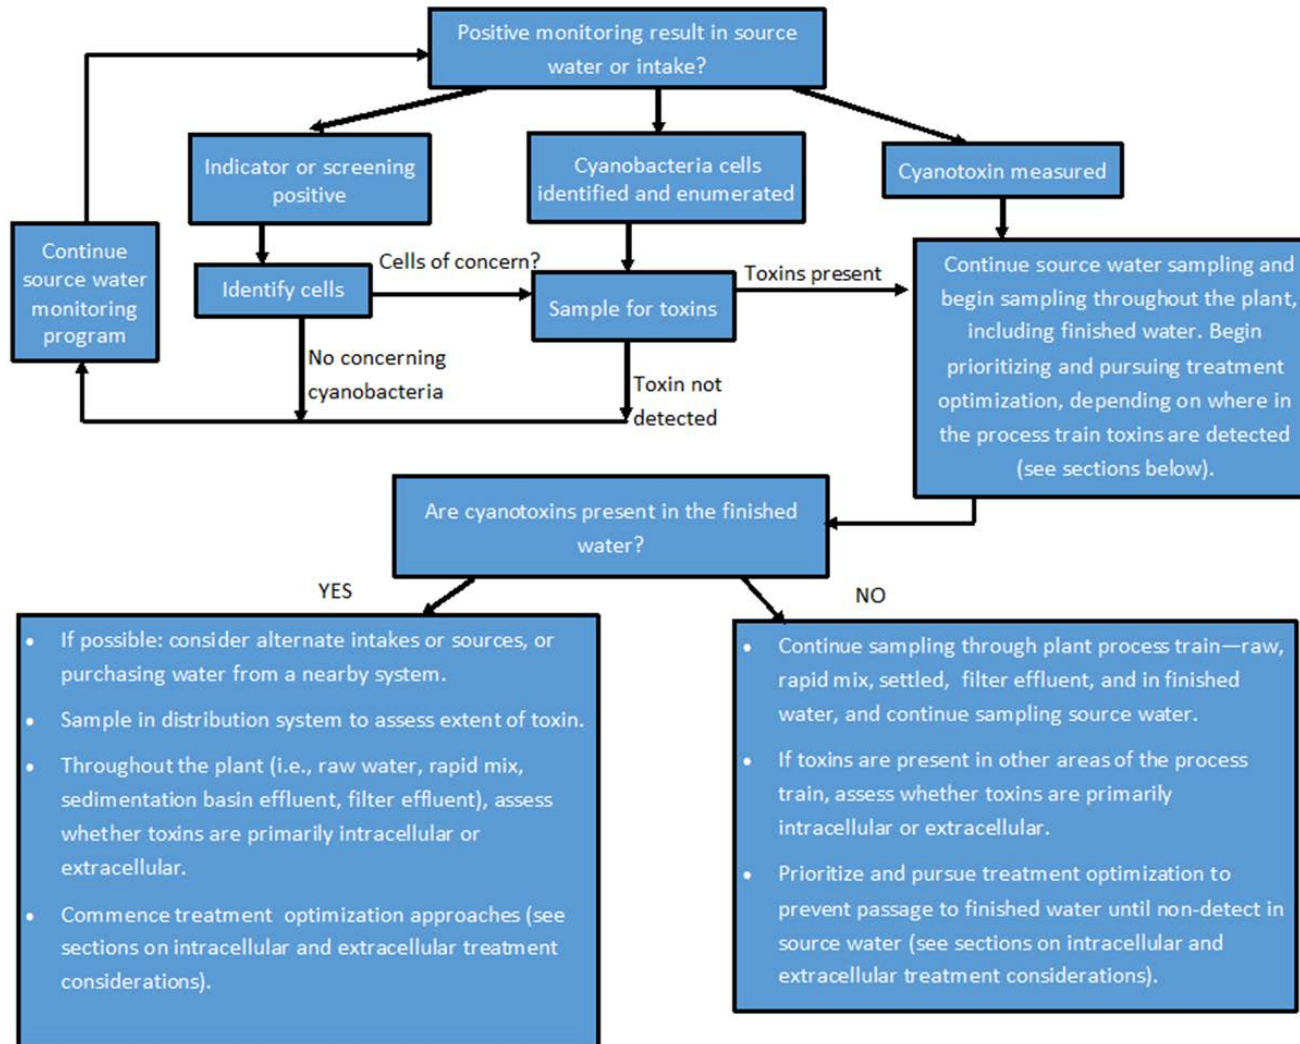 Positive monitoring result in source
water or intake?
Indicator or screening
positive
Cyanobacteria cells
identified and enumerated
Cyanotoxin measured
Continue
source water
monitoring
program
Identify cells
Cells of concern?
Sample for toxins
Toxins present
Continue source water sampling and
begin sampling throughout the plant,
including finished water. Begin
prioritizing and pursuing treatment
optimization, depending on where in
the process train toxins are detected
(see sections below).
No concerning
cyanobacteria
Toxin not
detected
Are cyanotoxins present in the finished
water?
YES
NO
• If possible: consider alternate intakes or sources, or
purchasing water from a nearby system.
• Sample in distribution system to assess extent of toxin.
• Throughout the plant (i.e., raw water, rapid mix,
sedimentation basin effluent, filter effluent), assess
whether toxins are primarily intracellular or
extracellular.
• Commence treatment optimization approaches (see
sections on intracellular and extracellular treatment
considerations).
• Continue sampling through plant process train—raw,
rapid mix, settled, filter effluent, and in finished
water, and continue sampling source water.
• If toxins are present in other areas of the process
train, assess whether toxins are primarily
intracellular or extracellular.
• Prioritize and pursue treatment optimization to
prevent passage to finished water until non-detect in
source water (see sections on intracellular and
extracellular treatment considerations).